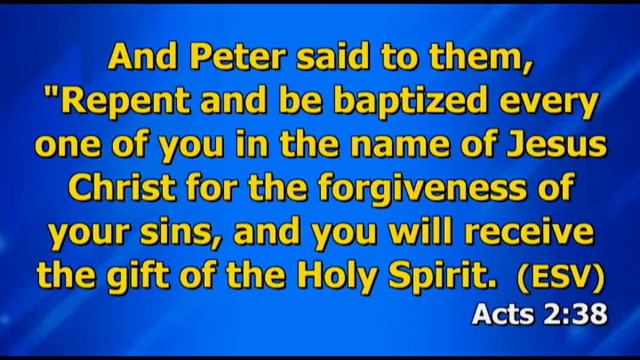 And Peter said to them,
"Repent and be baptized every
one of you in the name of Jesus
Christ for the forgiveness of
your sins, and you will receive
the gift of the Holy Spirit.  (ESV)
Acts 2:38